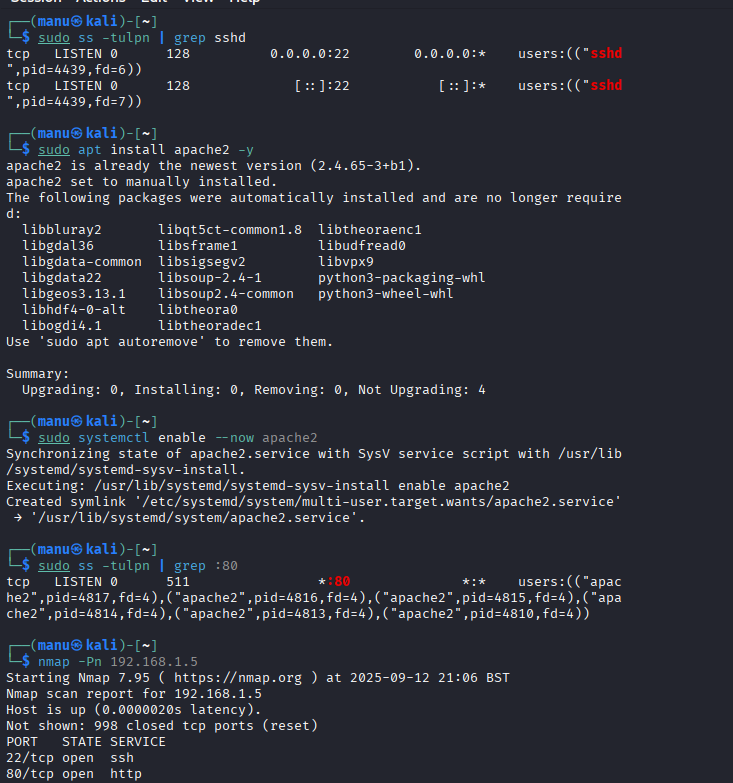 Session Actions Edit View Help
┌──(manu㉿kali)-[~]
└─$ sudo ss -tulpn | grep sshd
tcp LISTEN 0 128 0.0.0.0:22 0.0.0.0:* users:(("sshd
",pid=4439,fd=6))
tcp LISTEN 0 128 [::]:22 [::]:* users:(("sshd
",pid=4439,fd=7))
┌──(manu㉿kali)-[~]
└─$ sudo apt install apache2 -y
apache2 is already the newest version (2.4.65-3+b1).
apache2 set to manually installed.
The following packages were automatically installed and are no longer require
d:
libbluray2 libqt5ct-common1.8 libtheoraenc1
libgdal36 libsframe1 libudfread0
libgdata-common libsigsegv2 libvpx9
libgdata22 libsoup-2.4-1 python3-packaging-whl
libgeos3.13.1 libsoup2.4-common python3-wheel-whl
libhdf4-0-alt libtheora0
libogdi4.1 libtheoradec1
Use 'sudo apt autoremove' to remove them.
Summary:
Upgrading: 0, Installing: 0, Removing: 0, Not Upgrading: 4
┌──(manu㉿kali)-[~]
└─$ sudo systemctl enable --now apache2
Synchronizing state of apache2.service with SysV service script with /usr/lib
/systemd/systemd-sysv-install.
Executing: /usr/lib/systemd/systemd-sysv-install enable apache2
Created symlink '/etc/systemd/system/multi-user.target.wants/apache2.service'
→ '/usr/lib/systemd/system/apache2.service'.
┌──(manu㉿kali)-[~]
└─$ sudo ss -tulpn | grep :80
tcp LISTEN 0 511 *:80 *:* users:(("apac
he2",pid=4817,fd=4),("apache2",pid=4816,fd=4),("apache2",pid=4815,fd=4),("apa
che2",pid=4814,fd=4),("apache2",pid=4813,fd=4),("apache2",pid=4810,fd=4))
┌──(manu㉿kali)-[~]
└─$ nmap -Pn 192.168.1.5
Starting Nmap 7.95 ( https://nmap.org ) at 2025-09-12 21:06 BST
Nmap scan report for 192.168.1.5
Host is up (0.0000020s latency).
Not shown: 998 closed tcp ports (reset)
PORT STATE SERVICE
22/tcp open ssh
80/tcp open http